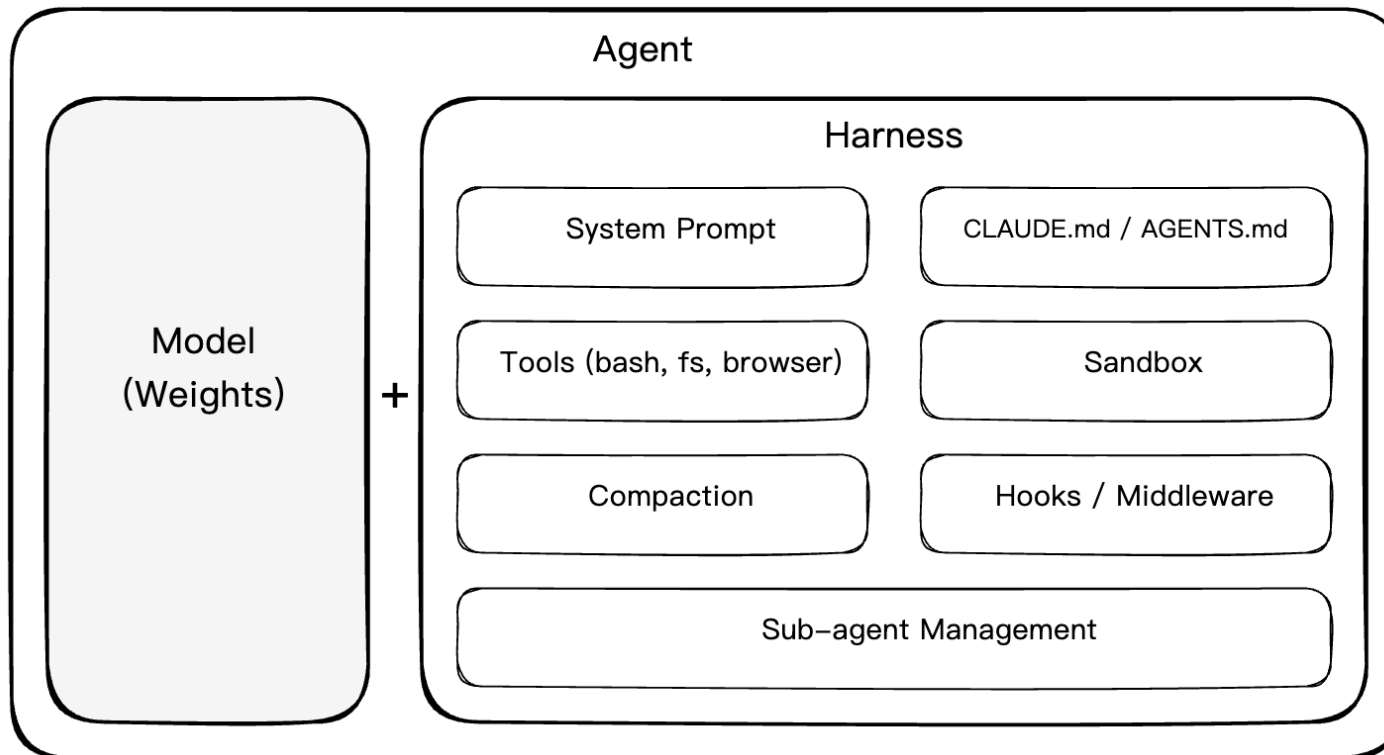 Agent
Harness
System Prompt
CLAUDE.md / AGENTS.md
Model
(Weights)
+
Tools (bash, fs, browser)
Sandbox
Compaction
Hooks / Middleware
Sub-agent Management